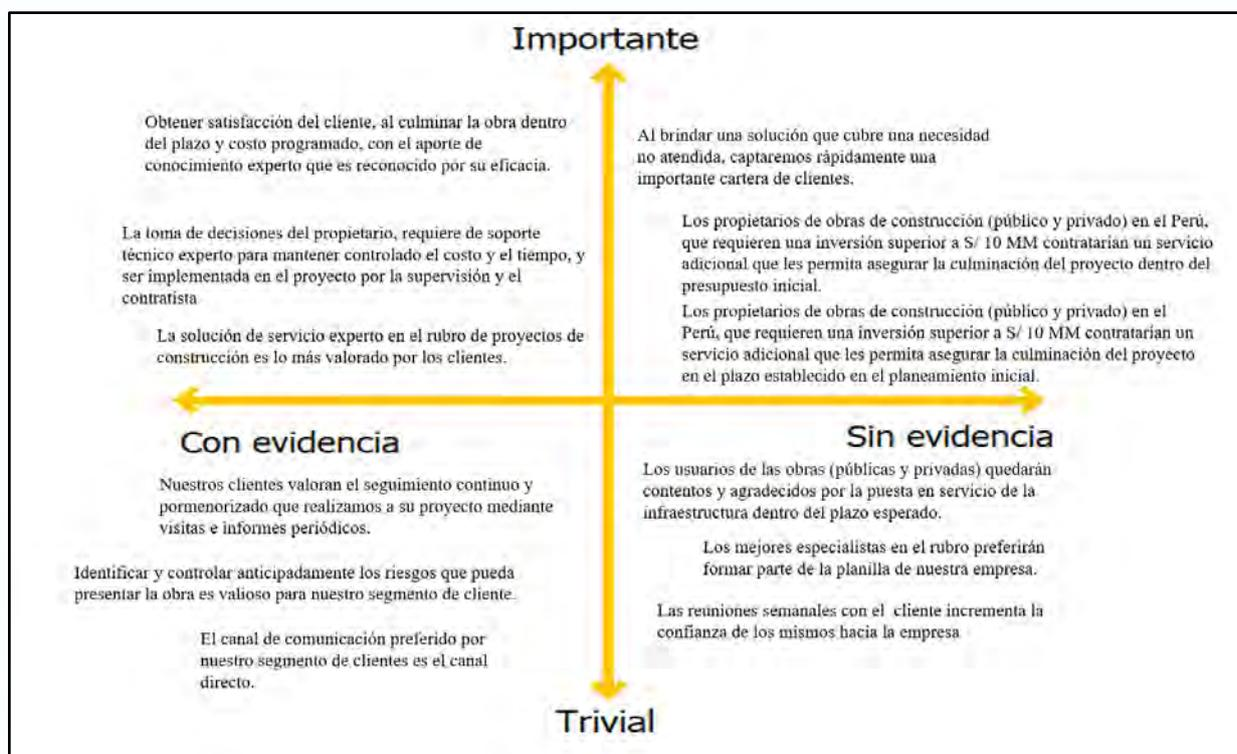 Importante
Obtener satisfacción del cliente, al culminar la obra dentro
del plazo y costo programado, con el aporte de
conocimiento experto que es reconocido por su eficacia.
La toma de decisiones del propietario, requiere de soporte
técnico experto para mantener controlado el costo y el tiempo, y
ser implementada en el proyecto por la supervisión y el
contratista
La solución de servicio experto en el rubro de proyectos de
construcción es lo más valorado por los clientes.
Al brindar una solución que cubre una necesidad
no atendida, captaremos rápidamente una
importante cartera de clientes.
Los propietarios de obras de construcción (público y privado) en el Perú,
que requieren una inversión superior a S/ 10 MM contratarían un servicio
adicional que les permita asegurar la culminación del proyecto dentro del
presupuesto inicial.
Los propietarios de obras de construcción (público y privado) en el
Perú, que requieren una inversión superior a S/ 10 MM contratarían un
servicio adicional que les permita asegurar la culminación del proyecto
en el plazo establecido en el planeamiento inicial.
Con evidencia
Sin evidencia
Nuestros clientes valoran el seguimiento continuo y
pormenorizado que realizamos a su proyecto mediante
visitas e informes periódicos.
Identificar y controlar anticipadamente los riesgos que pueda
presentar la obra es valioso para nuestro segmento de cliente.
El canal de comunicación preferido por
nuestro segmento de clientes es el canal
directo.
Los usuarios de las obras (públicas y privadas) quedarán
contentos y agradecidos por la puesta en servicio de la
infraestructura dentro del plazo esperado.
Los mejores especialistas en el rubro preferirán
formar parte de la planilla de nuestra empresa.
Las reuniones semanales con el cliente incrementa la
confianza de los mismos hacia la empresa
Trivial